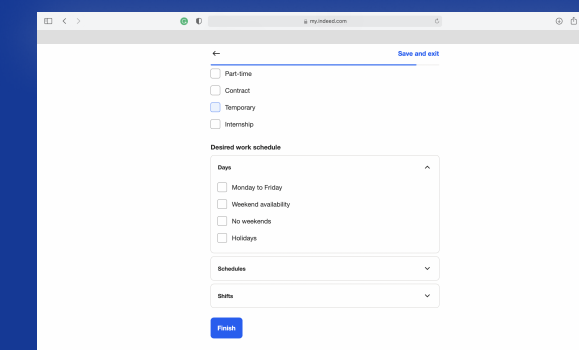 my.indeed.com
Save and exit
Part-time
Contract
Temporary
Internship
Desired work schedule
Days
Monday to Friday
Weekend availability
No weekends
Holidays
Schedules
Shifts
Finish